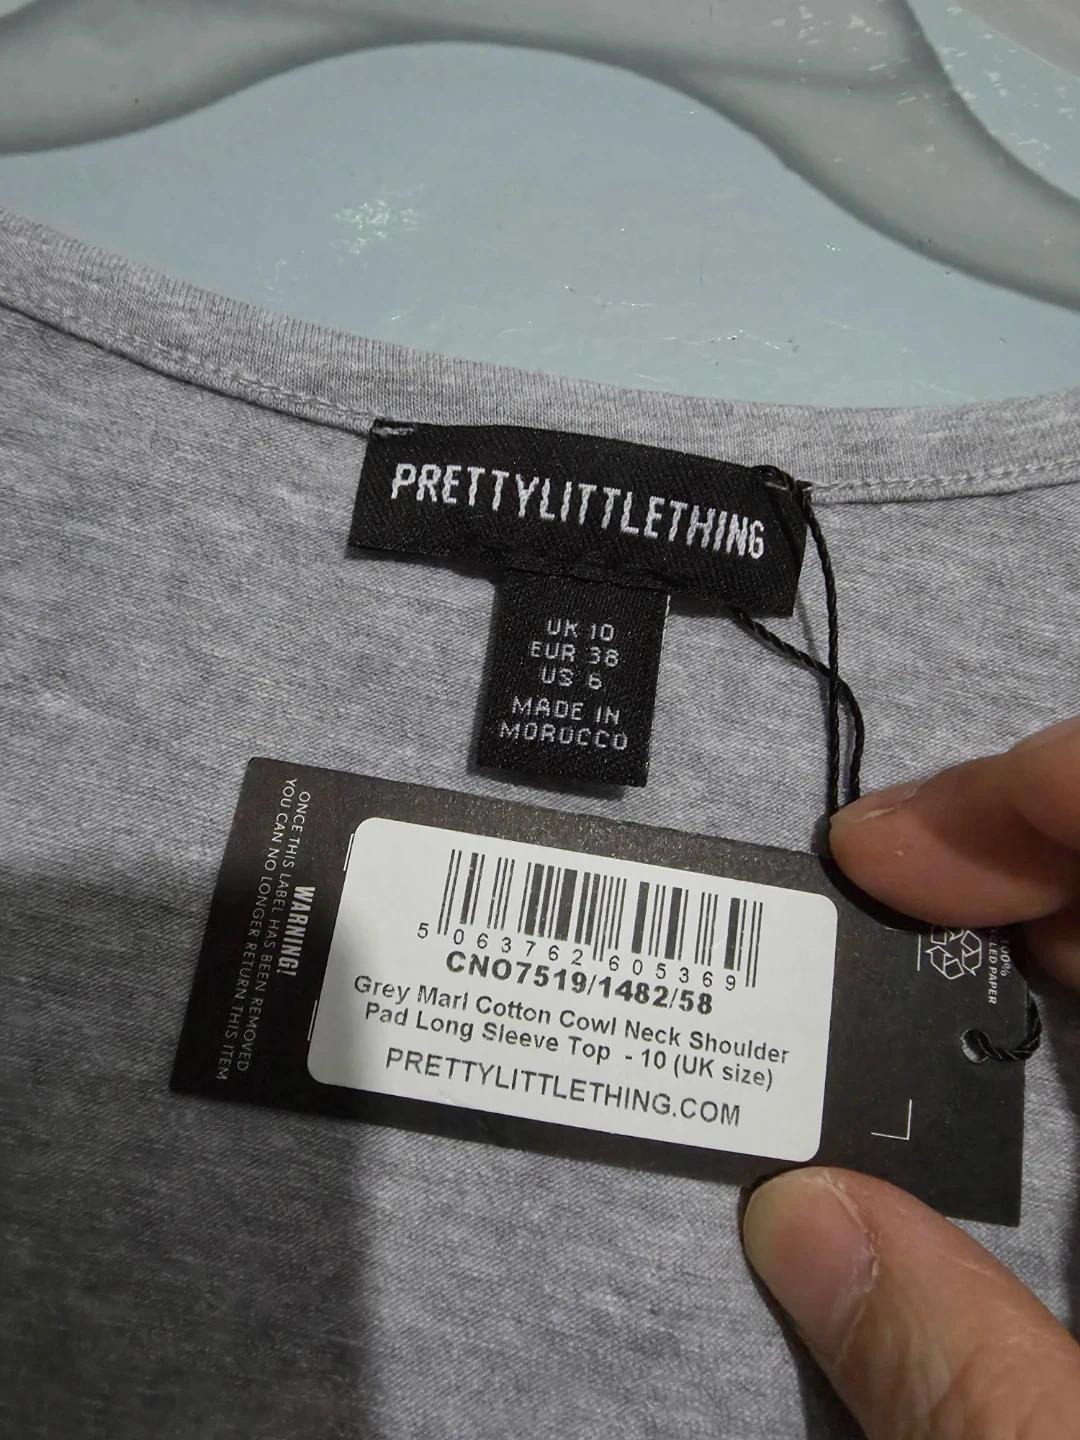 PRETTYLITTLETHING
UK 10
EUR 38
US 6
MADE IN
MOROCCO
WARNING!
ONCE THIS LABEL HAS BEEN REMOVED
YOU CAN NO LONGER RETURN THIS ITEM
5 063762 605369
CNO7519/1482/58
Grey Marl Cotton Cowl Neck Shoulder
Pad Long Sleeve Top - 10 (UK size)
PRETTYLITTLETHING.COM
100%
PAPER